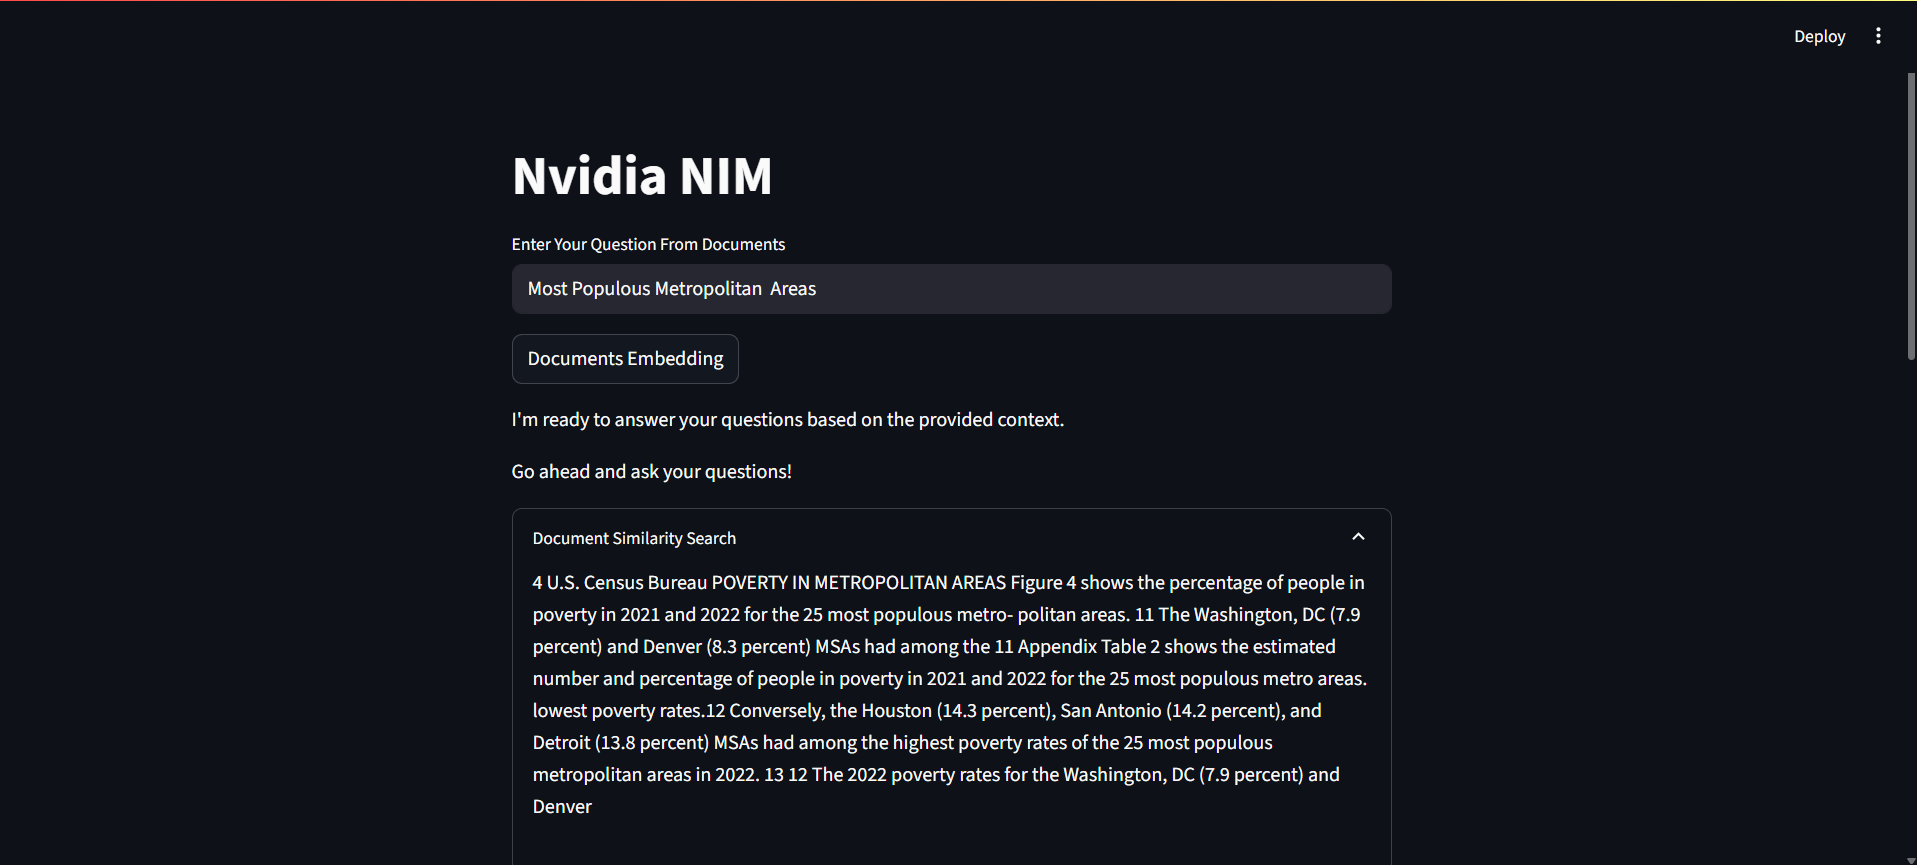 Deploy
Nvidia NIM
Enter Your Question From Documents
Most Populous Metropolitan  Areas
Documents Embedding
I'm ready to answer your questions based on the provided context.
Go ahead and ask your questions!
Document Similarity Search
4 U.S. Census Bureau POVERTY IN METROPOLITAN AREAS Figure 4 shows the percentage of people in
poverty in 2021 and 2022 for the 25 most populous metro- politan areas. 11 The Washington, DC (7.9
percent) and Denver (8.3 percent) MSAs had among the 11 Appendix Table 2 shows the estimated
number and percentage of people in poverty in 2021 and 2022 for the 25 most populous metro areas.
lowest poverty rates.12 Conversely, the Houston (14.3 percent), San Antonio (14.2 percent), and
Detroit (13.8 percent) MSAs had among the highest poverty rates of the 25 most populous
metropolitan areas in 2022. 13 12 The 2022 poverty rates for the Washington, DC (7.9 percent) and
Denver